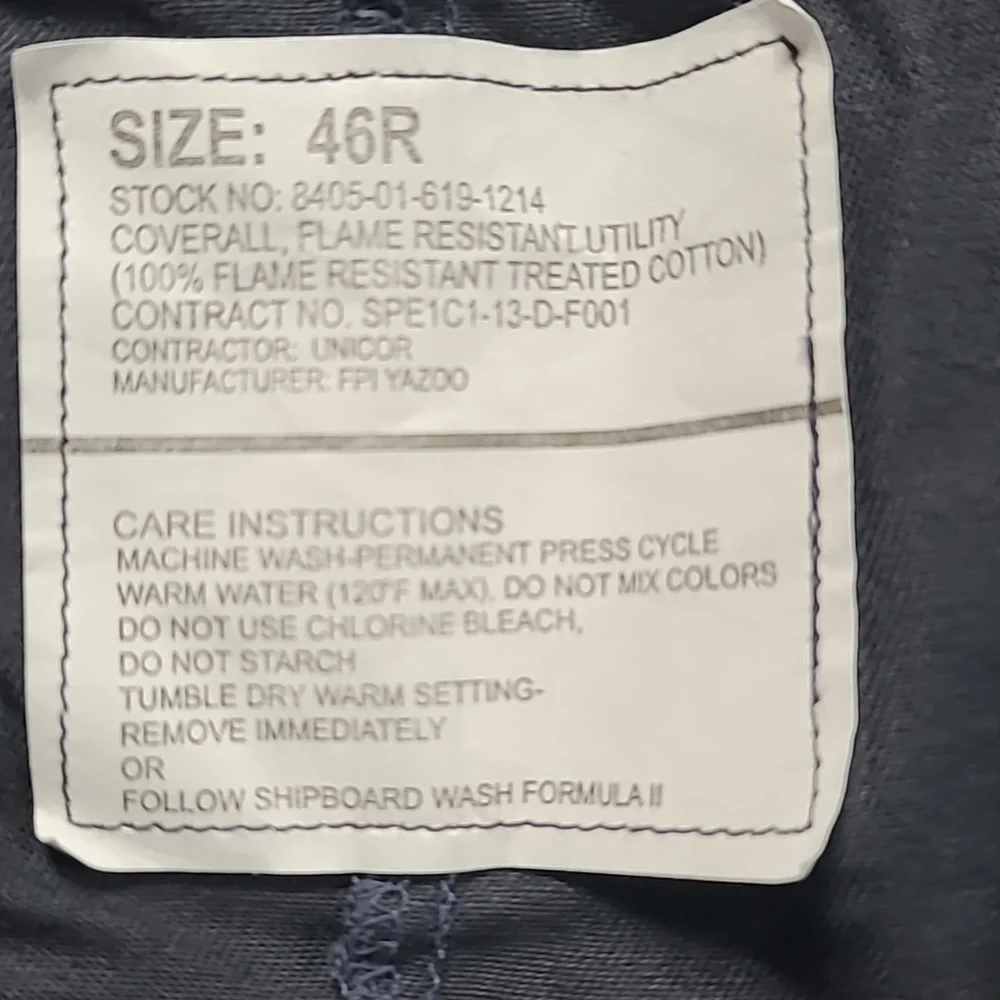 SIZE: 46R
STOCK NO: 8405-01-619-1214
COVERALL, FLAME RESISTANT.UTILITY
(100% FLAME RESISTANT TREATED COTTON)
CONTRACT NO. SPE1C1-13-D-F001
CONTRACTOR: UNICOR
MANUFACTURER: FPI YAZOO
CARE INSTRUCTIONS
MACHINE WASH-PERMANENT PRESS CYCLE
WARM WATER (120°F MAX), DO NOT MIX COLORS
DO NOT USE CHLORINE BLEACH,
DO NOT STARCH
TUMBLE DRY WARM SETTING-
REMOVE IMMEDIATELY
OR
FOLLOW SHIPBOARD WASH FORMULA II